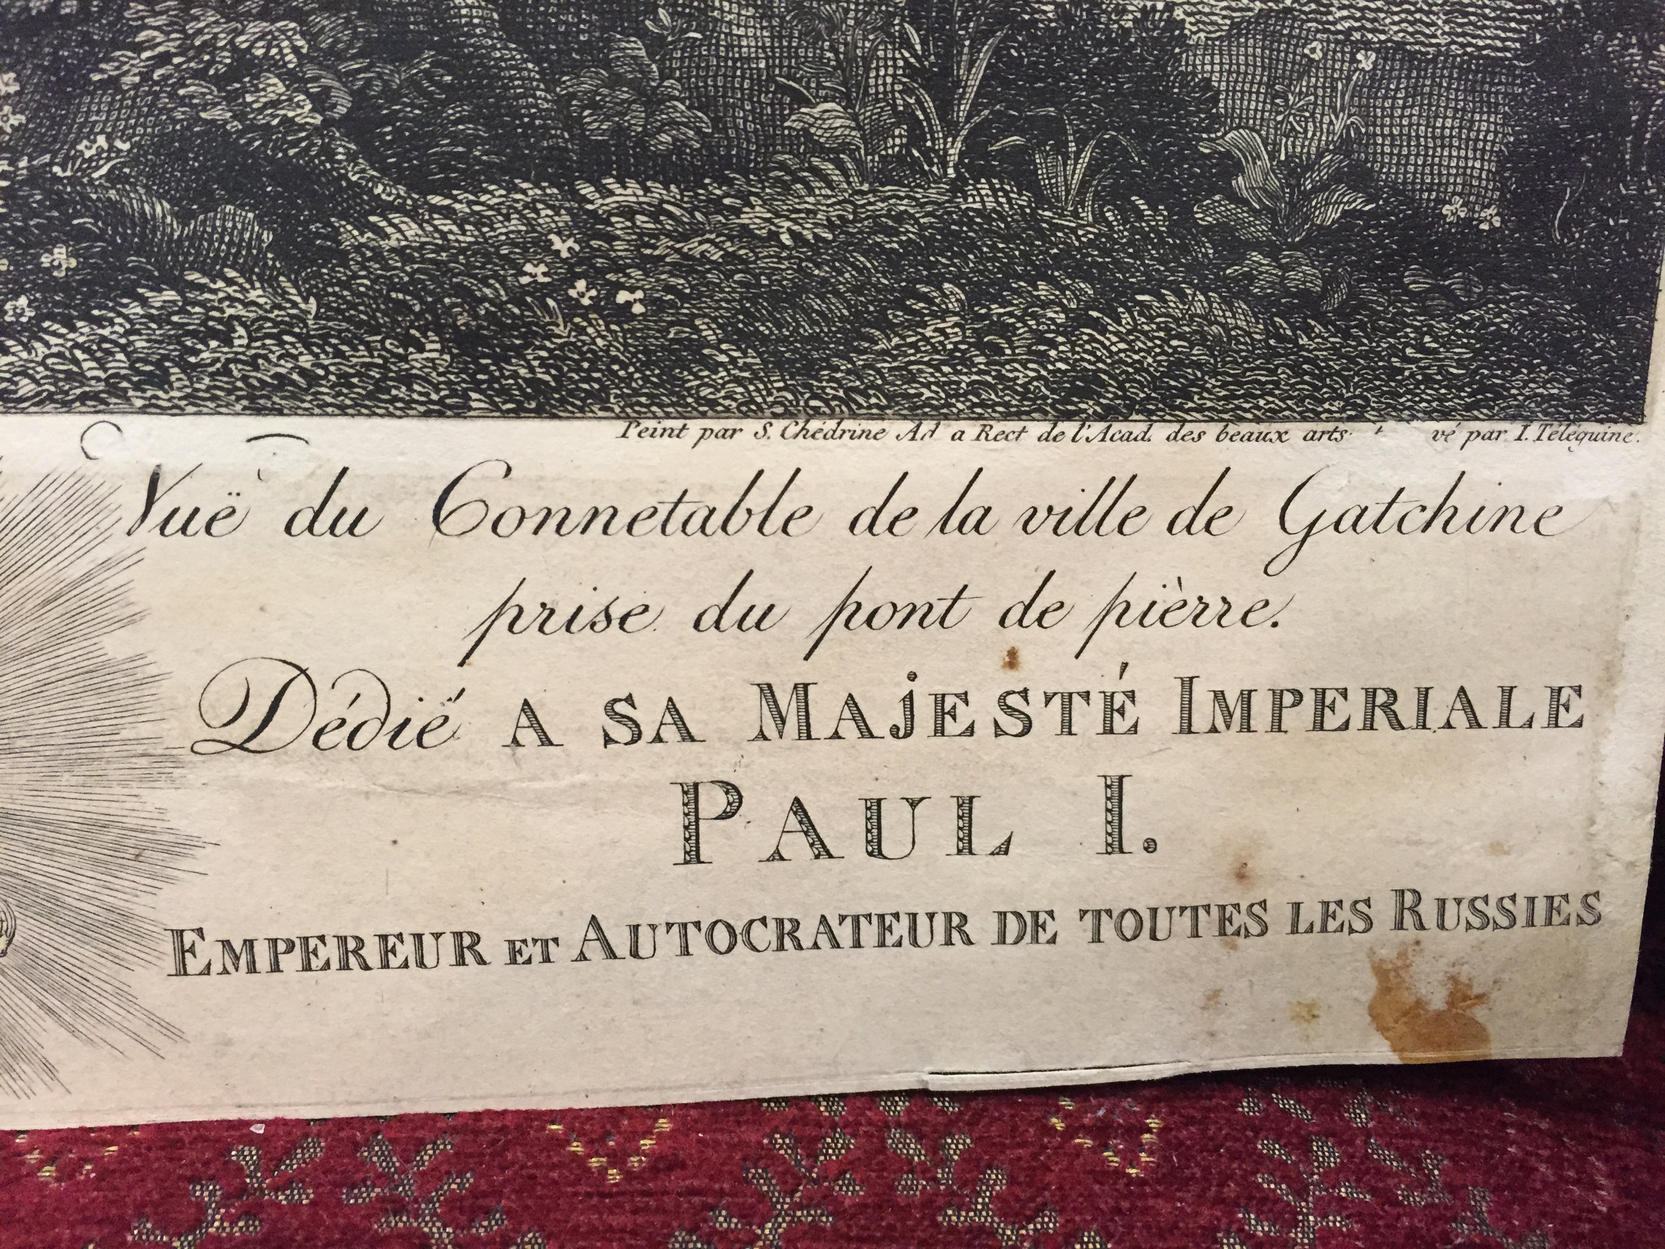 Peint par S. Chédrine Ad a Rect de l'Acad. des beaux arts vé par I. Téléguine.
Vuë du Connetable de la ville de Gatchine
prise du pont de pièrre.
Dédié A SA MAjESTÉ IMPERIALE
PAUL I.
EMPEREUR ET AUTOCRATEUR DE TOUTES LES RUSSIES